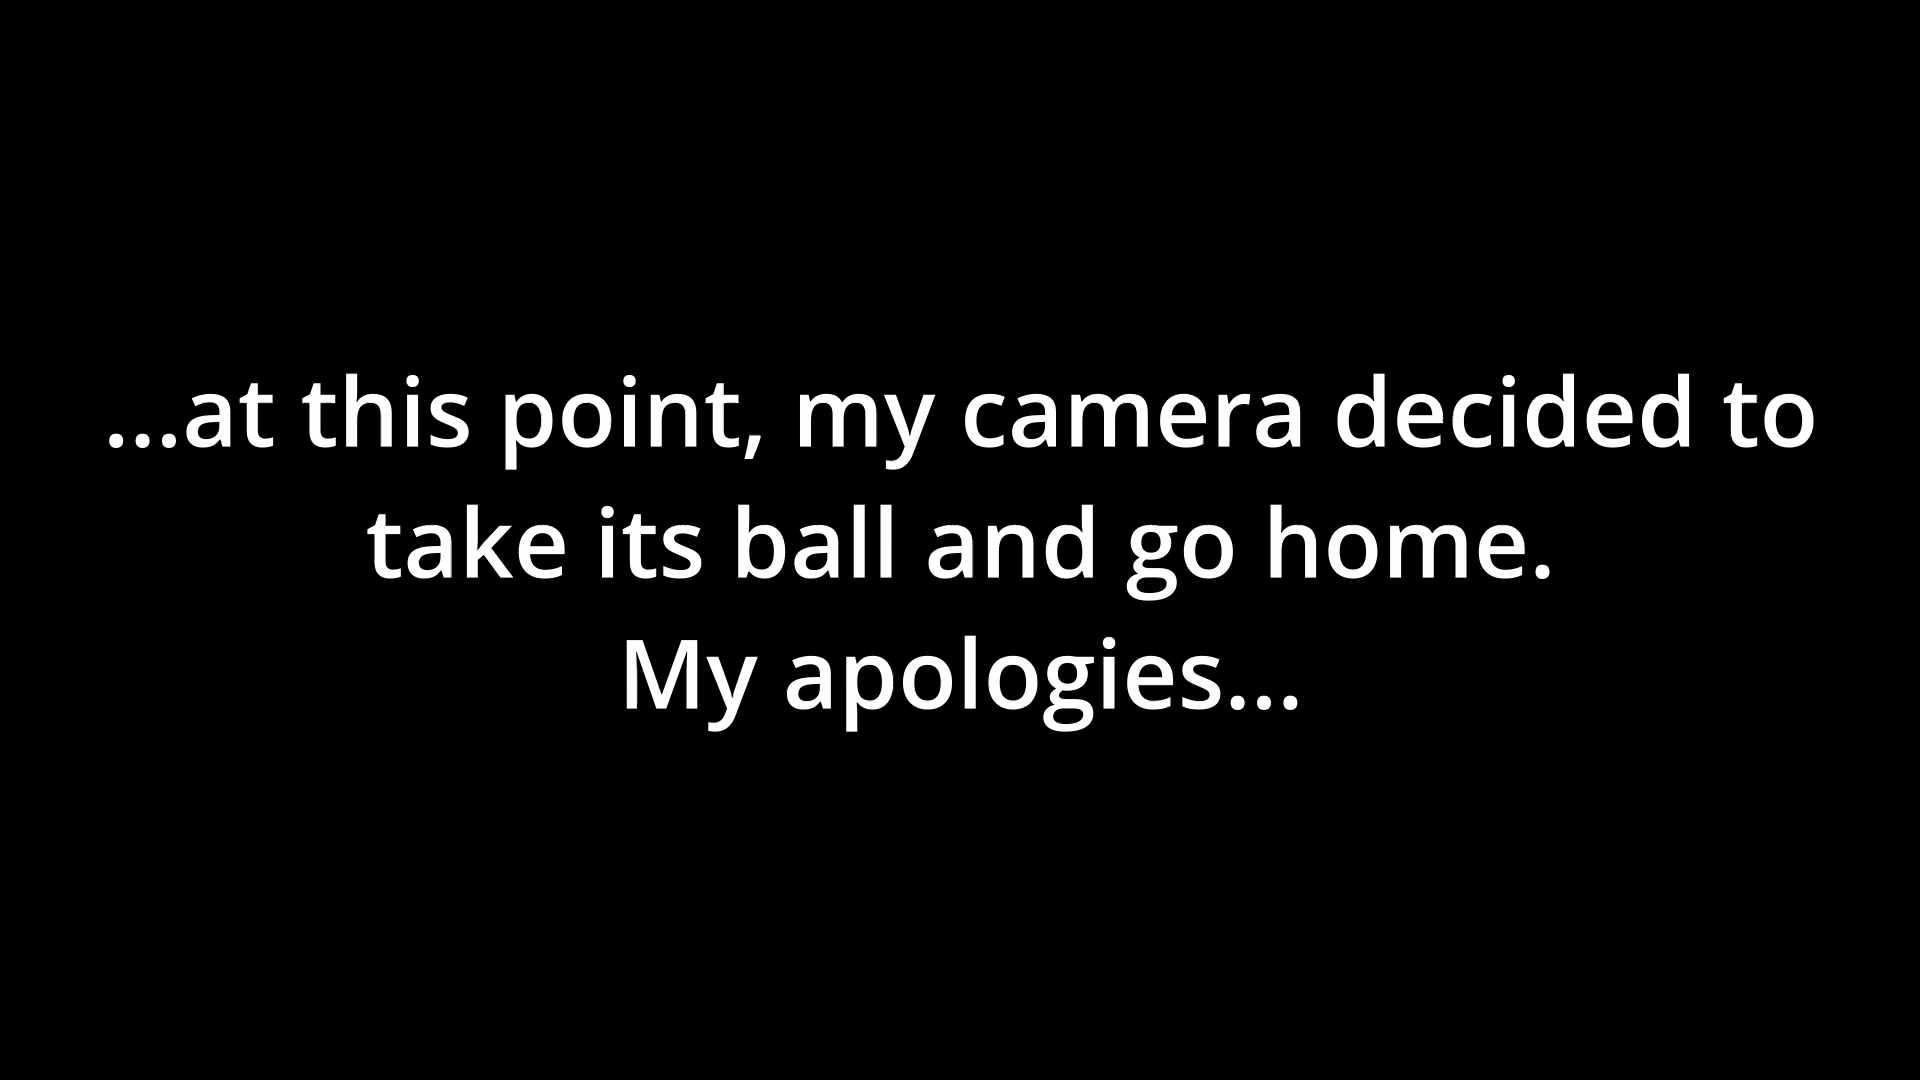 ...at this point, my camera decided to
take its ball and go home.
My apologies...